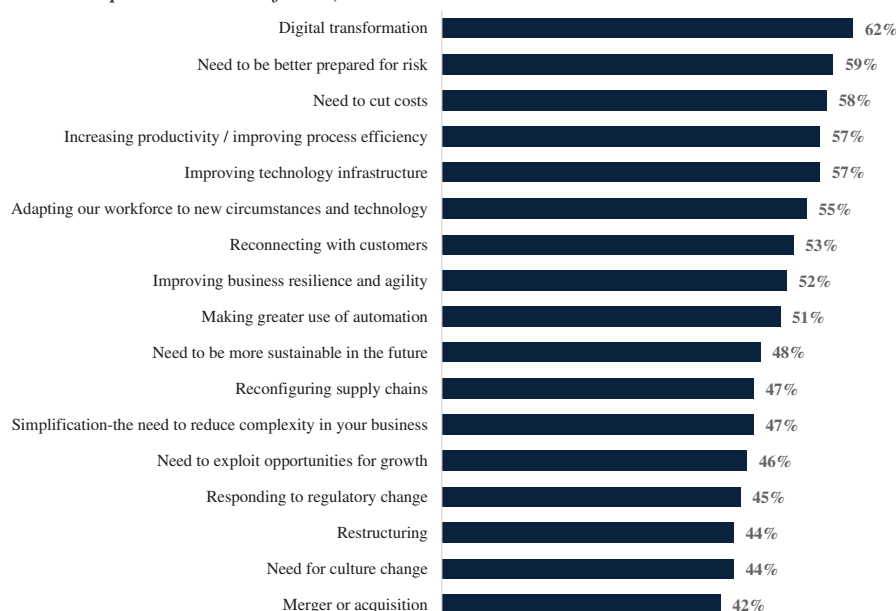 Digital transformation 62%
Need to be better prepared for risk 59%
Need to cut costs 58%
Increasing productivity / improving process efficiency 57%
Improving technology infrastructure 57%
Adapting our workforce to new circumstances and technology 55%
Reconnecting with customers 53%
Improving business resilience and agility 52%
Making greater use of automation 51%
Need to be more sustainable in the future 48%
Reconfiguring supply chains 47%
Simplification-the need to reduce complexity in your business 47%
Need to exploit opportunities for growth 46%
Responding to regulatory change 45%
Restructuring 44%
Need for culture change 44%
Merger or acquisition 42%